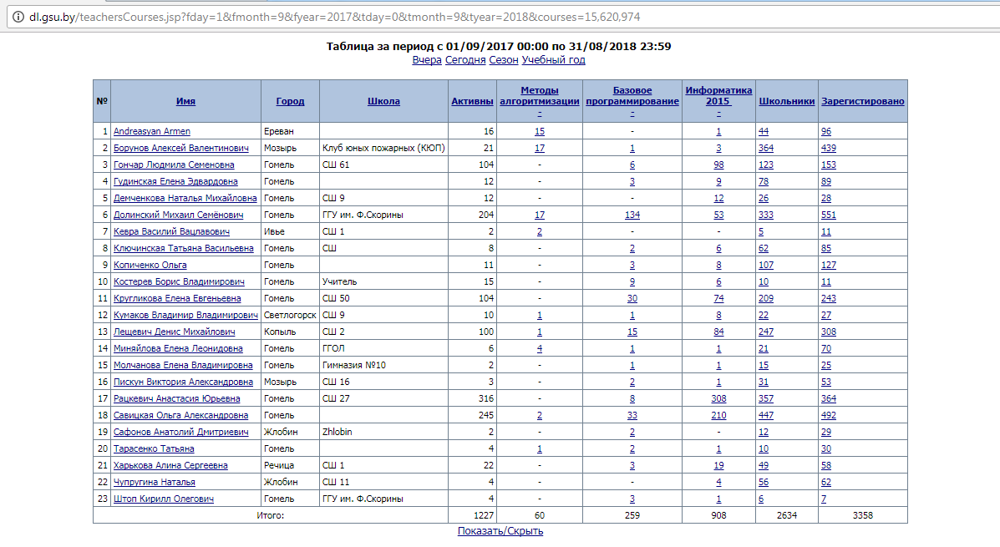 dl.gsu.by/teachersCourses.jsp?fday=1&fmonth=9&fyear=2017&tday=0&tmonth=9&tyear=2018&courses=15,620,974
Таблица за период с 01/09/2017 00:00 по 31/08/2018 23:59
Вчера Сегодня Сезон Учебный год
№ Имя Город Школа Активны Методы алгоритмизации - Базовое программирование - Информатика 2015 - Школьники Зарегистировано
1 Andreasyan Armen Ереван 16 15 - 1 44 96
2 Борунов Алексей Валентинович Мозырь Клуб юных пожарных (КЮП) 21 17 1 3 364 439
3 Гончар Людмила Семеновна Гомель СШ 61 104 - 6 98 123 153
4 Гудинская Елена Эдвардовна Гомель 12 - 3 9 78 89
5 Демченкова Наталья Михайловна Гомель СШ 9 12 - - 12 26 28
6 Долинский Михаил Семёнович Гомель ГГУ им. Ф.Скорины 204 17 134 53 333 551
7 Кевра Василий Вацлавович Ивье СШ 1 2 2 - - 5 11
8 Ключинская Татьяна Васильевна Гомель СШ 8 - 2 6 62 85
9 Копиченко Ольга Гомель 11 - 3 8 107 127
10 Костерев Борис Владимирович Гомель Учитель 15 - 9 6 10 11
11 Кругликова Елена Евгеньевна Гомель СШ 50 104 - 30 74 209 243
12 Кумаков Владимир Владимирович Светлогорск СШ 9 10 1 1 8 22 27
13 Лещевич Денис Михайлович Копыль СШ 2 100 1 15 84 247 308
14 Миняйлова Елена Леонидовна Гомель ГГОЛ 6 4 1 1 21 70
15 Молчанова Елена Владимировна Гомель Гимназия №10 2 - 1 1 15 25
16 Пискун Виктория Александровна Мозырь СШ 16 3 - 2 1 31 53
17 Рацкевич Анастасия Юрьевна Гомель СШ 27 316 - 8 308 357 364
18 Савицкая Ольга Александровна Гомель 245 2 33 210 447 492
19 Сафонов Анатолий Дмитриевич Жлобин Zhlobin 2 - 2 - 12 29
20 Тарасенко Татьяна Гомель 4 1 2 1 10 30
21 Харькова Алина Сергеевна Речица СШ 1 22 - 3 19 49 58
22 Чупругина Наталья Жлобин СШ 11 4 - - 4 56 62
23 Штоп Кирилл Олегович Гомель ГГУ им. Ф.Скорины 4 - 3 1 6 7
Итого: 1227 60 259 908 2634 3358
Показать/Скрыть